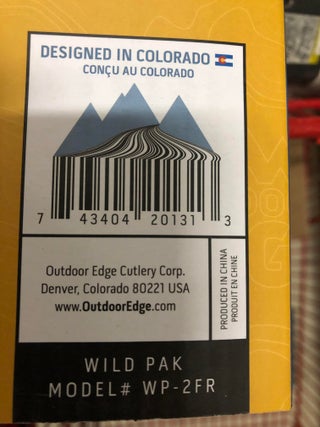 DESIGNED IN COLORADO
CONÇU AU COLORADO
7 43404 20131 3
Outdoor Edge Cutlery Corp.
Denver, Colorado 80221 USA
www.OutdoorEdge.com
PRODUCED IN CHINA
PRODUIT EN CHINE
WILD PAK
MODEL# WP-2FR